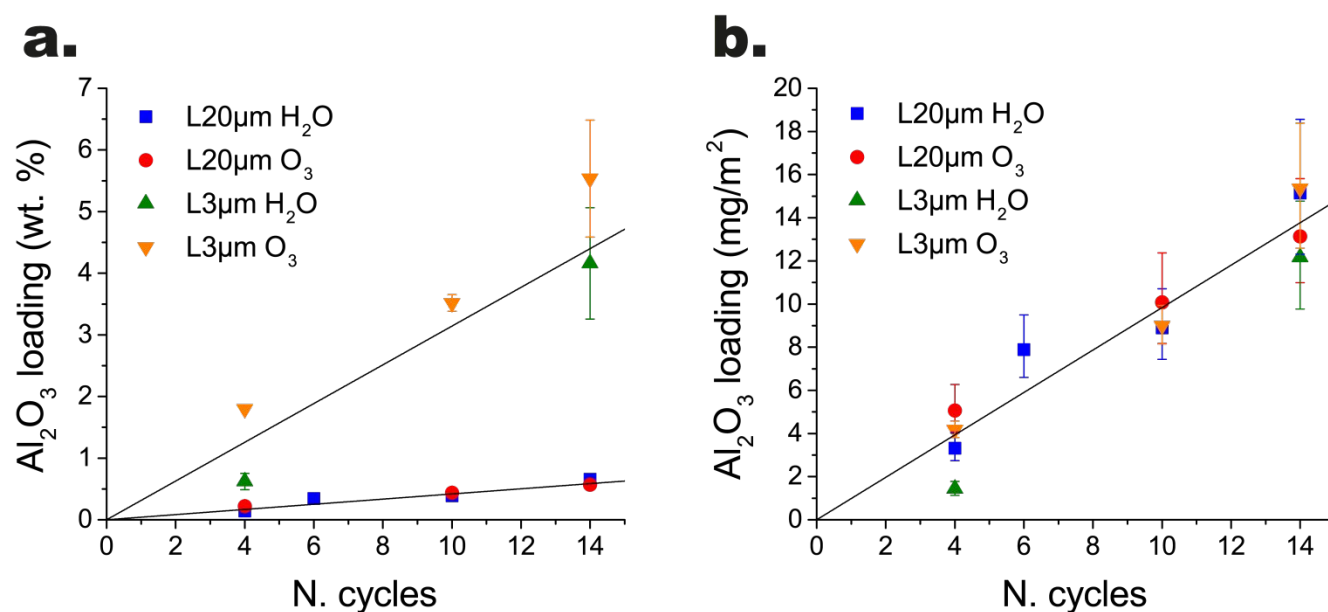 a.
Al₂O₃ loading (wt. %)
7
6
5
4
3
2
1
0
L20µm H₂O
L20µm O₃
L3µm H₂O
L3µm O₃
0 2 4 6 8 10 12 14
N. cycles
b.
Al₂O₃ loading (mg/m²)
20
18
16
14
12
10
8
6
4
2
0
L20µm H₂O
L20µm O₃
L3µm H₂O
L3µm O₃
0 2 4 6 8 10 12 14
N. cycles